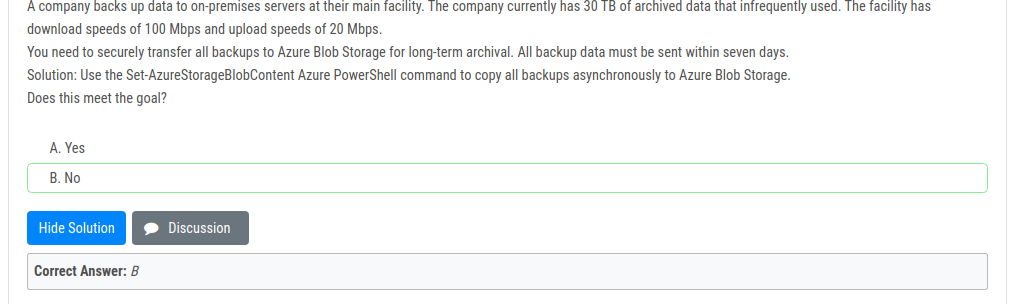 A company backs up data to on-premises servers at their main facility. The company currently has 30 TB of archived data that infrequently used. The facility has
download speeds of 100 Mbps and upload speeds of 20 Mbps.
You need to securely transfer all backups to Azure Blob Storage for long-term archival. All backup data must be sent within seven days.
Solution: Use the Set-AzureStorageBlobContent Azure PowerShell command to copy all backups asynchronously to Azure Blob Storage.
Does this meet the goal?
A. Yes
B. No
Hide Solution Discussion
Correct Answer: B